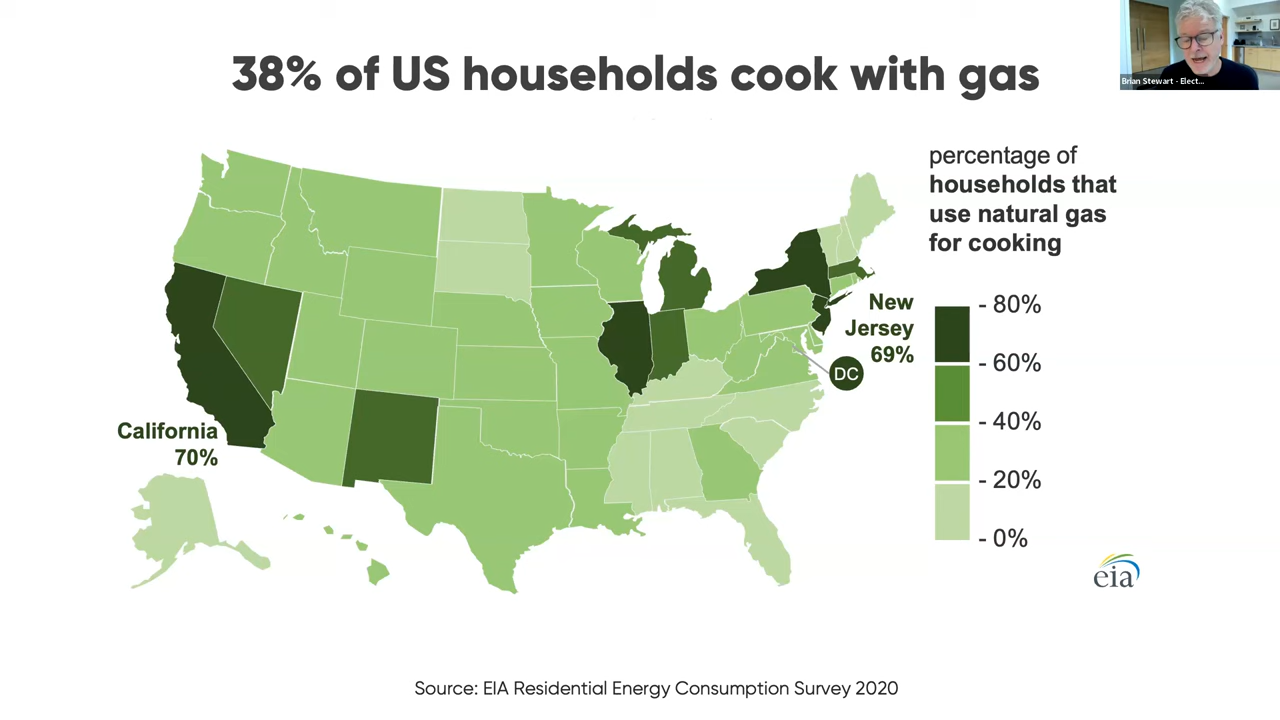 38% of US households cook with gas
Brian Stewart - Elect...
percentage of
households that
use natural gas
for cooking
- 80%
- 60%
- 40%
- 20%
- 0%
New
Jersey
69%
DC
California
70%
eia
Source: EIA Residential Energy Consumption Survey 2020